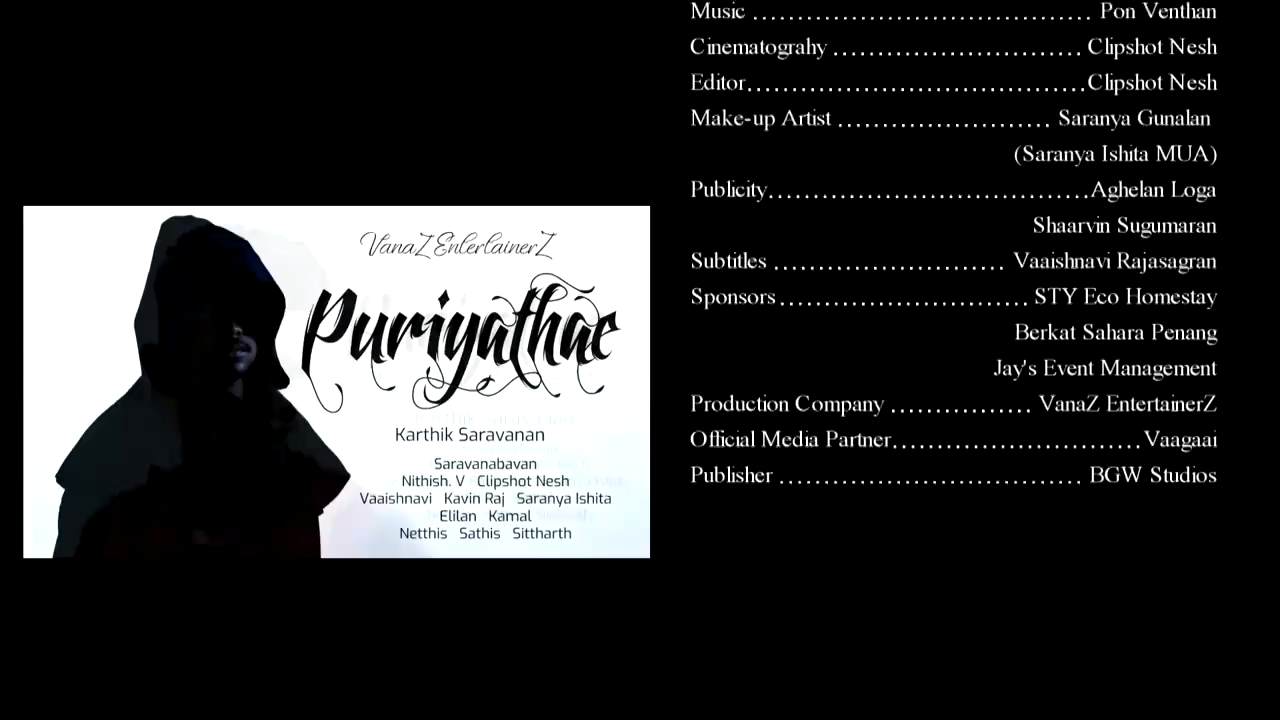 Music ............................. Pon Venthan
Cinematograhy ..................... Clipshot Nesh
Editor.............................Clipshot Nesh
Make-up Artist .................. Saranya Gunalan
(Saranya Ishita MUA)
Publicity...........................Aghelan Loga
Shaarvin Sugumaran
Subtitles .................... Vaaishnavi Rajasagran
Sponsors..................... STY Eco Homestay
Berkat Sahara Penang
Jay's Event Management
Production Company ............ VanaZ EntertainerZ
Official Media Partner.....................Vaagaai
Publisher .......................... BGW Studios
VanaZ EntertainerZ
Puriyathae
Karthik Saravanan
Saravanabavan
Nithish. V Clipshot Nesh
Vaaishnavi Kavin Raj Saranya Ishita
Elilan Kamal
Netthis Sathis Sittharth